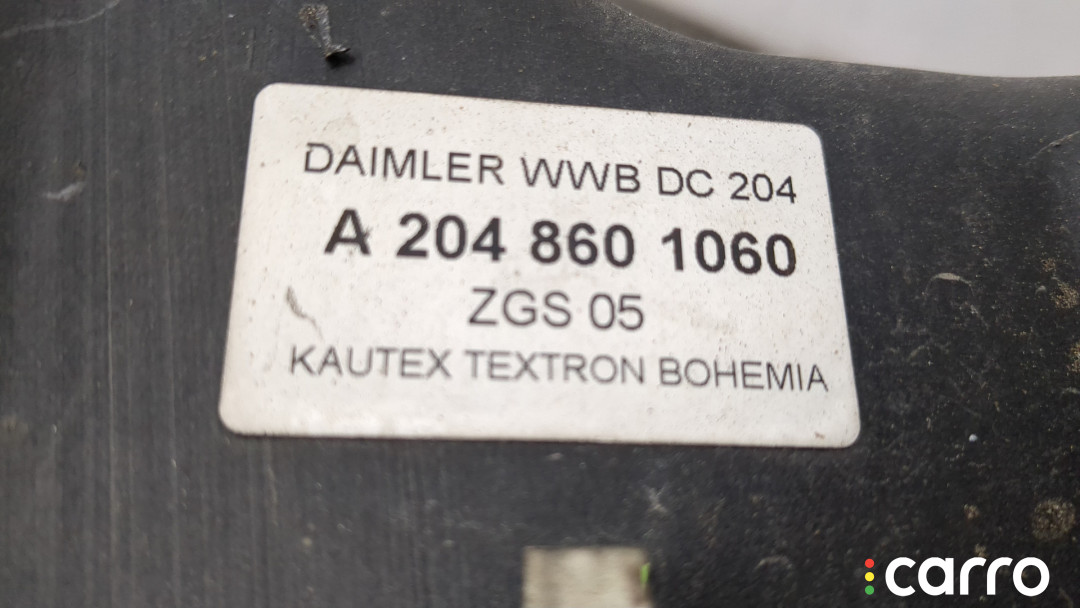 DAIMLER WWB DC 204
A 204 860 1060
ZGS 05
KAUTEX TEXTRON BOHEMIA
carro